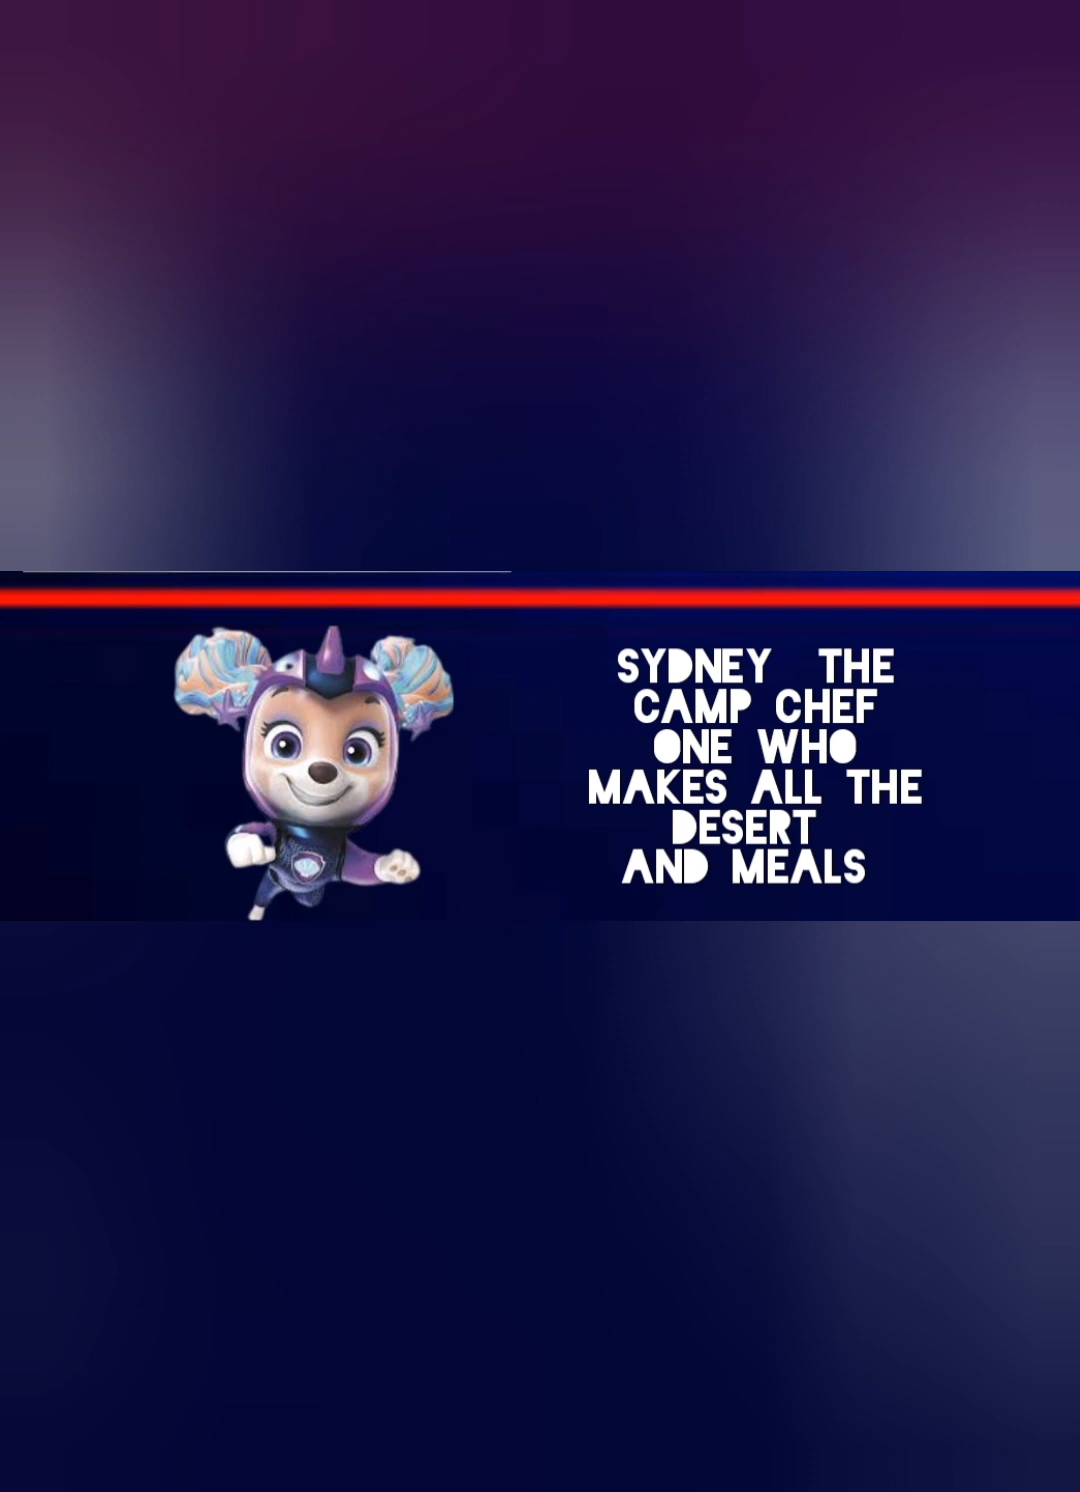 SYDNEY THE
CAMP CHEF
ONE WHO
MAKES ALL THE
DESERT
AND MEALS